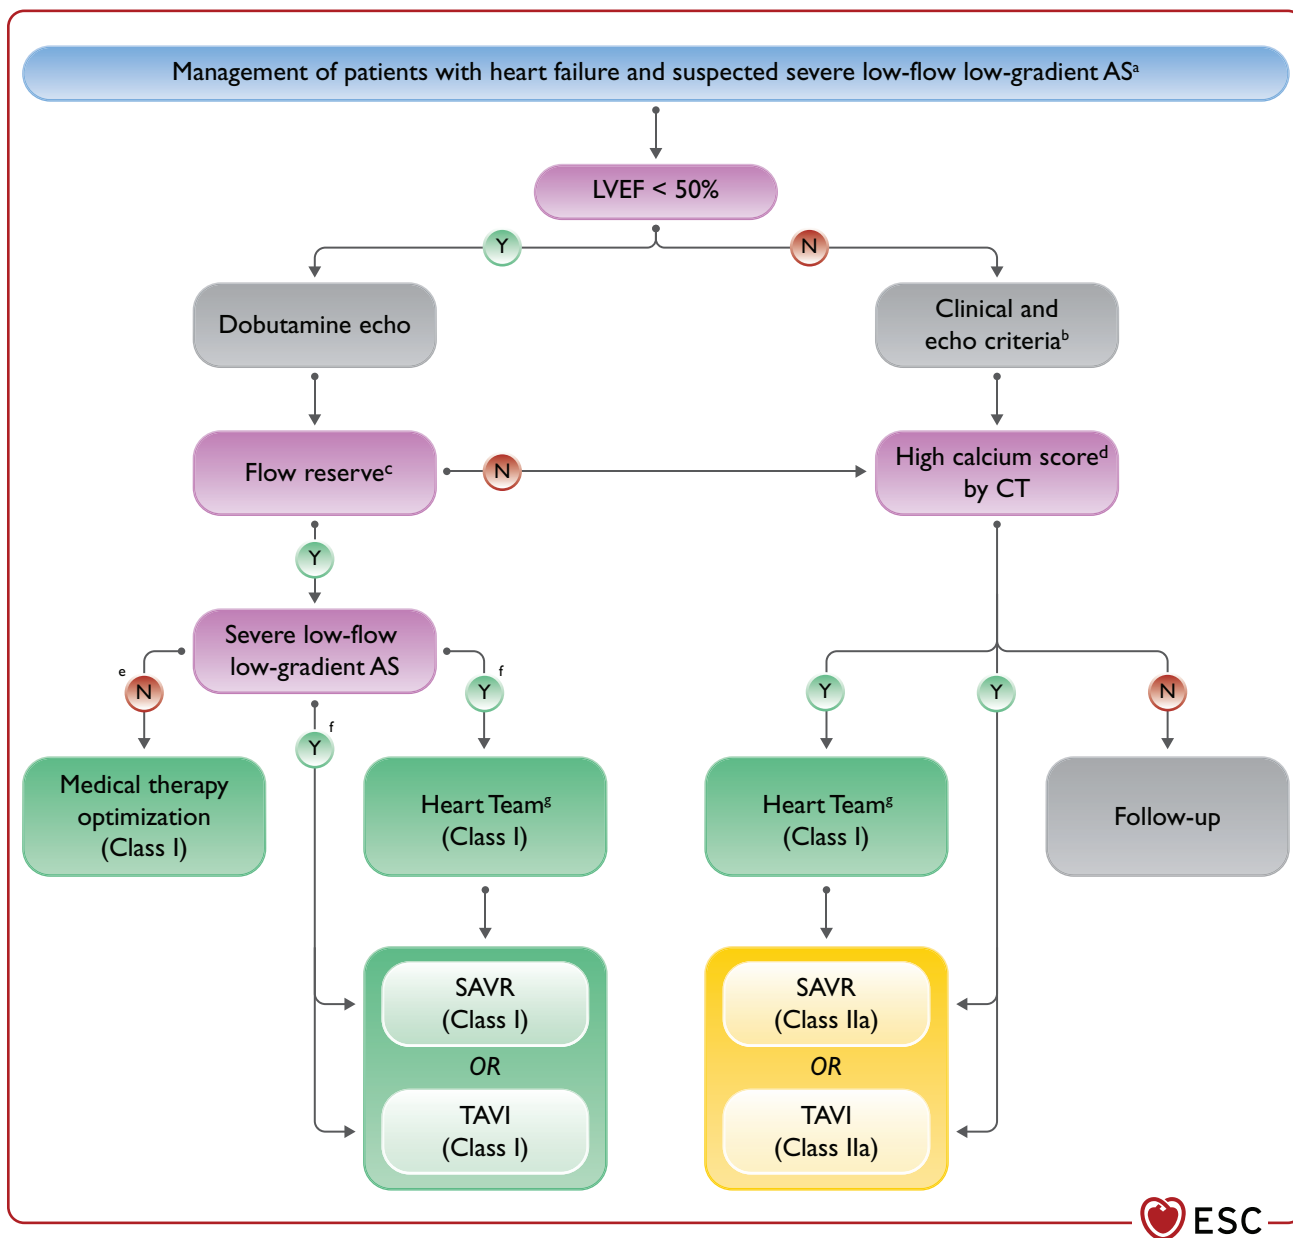 Management of patients with heart failure and suspected severe low-flow low-gradient ASᵃ
LVEF < 50%
Y
N
Dobutamine echo
Clinical and
echo criteriaᵇ
Flow reserveᶜ
N
High calcium scoreᵈ
by CT
Y
Severe low-flow
low-gradient AS
e
N
f
Y
f
Y
Y
Y
N
Medical therapy
optimization
(Class I)
Heart Teamᵍ
(Class I)
Heart Teamᵍ
(Class I)
Follow-up
SAVR
(Class I)
OR
TAVI
(Class I)
SAVR
(Class IIa)
OR
TAVI
(Class IIa)
ESC